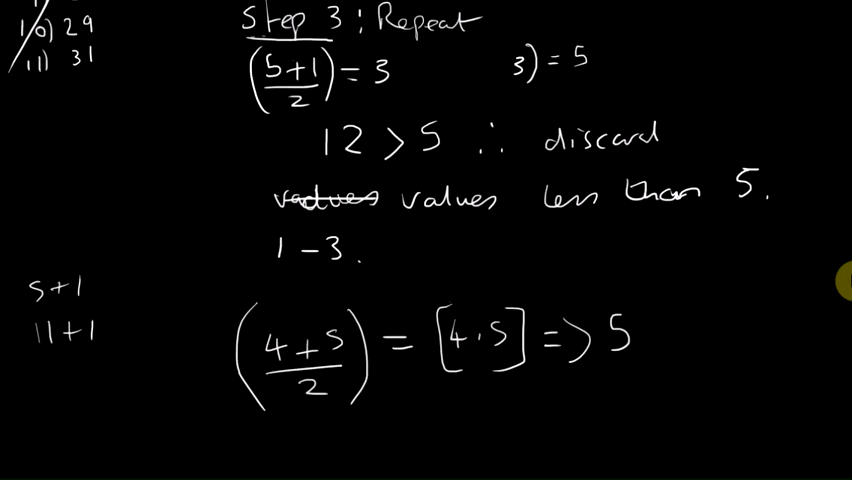 10) 29
11) 31
Step 3 : Repeat
(5+1/2) = 3
3) = 5
12 > 5 ∴ discard
values values less than 5.
1 – 3.
5+1
11+1
(4+5/2) = [4.5] => 5